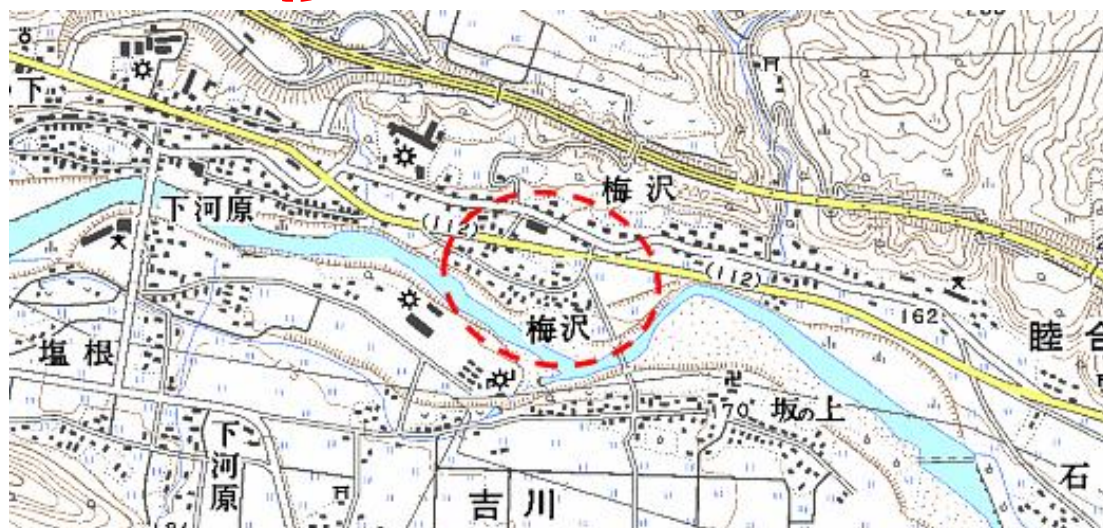 下
梅沢
下河原
(112)
(112)
梅沢
162
睦合
塩根
170
坂の上
下河原
石
吉川